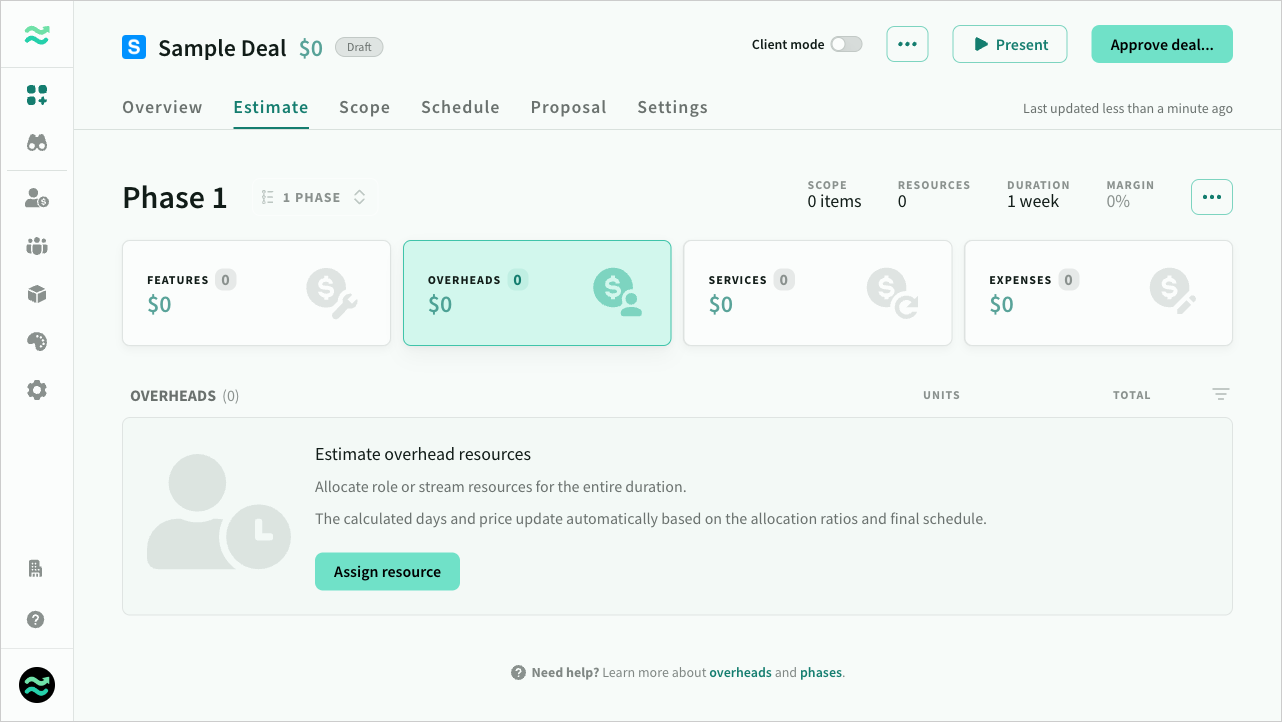 S Sample Deal $0 Draft
Client mode
Present
Approve deal...
Overview Estimate Scope Schedule Proposal Settings
Last updated less than a minute ago
Phase 1
1 PHASE
SCOPE RESOURCES DURATION MARGIN
0 items 0 1 week 0%
FEATURES 0
$0
OVERHEADS 0
$0
SERVICES 0
$0
EXPENSES 0
$0
OVERHEADS (0) UNITS TOTAL
Estimate overhead resources
Allocate role or stream resources for the entire duration.
The calculated days and price update automatically based on the allocation ratios and final schedule.
Assign resource
? Need help? Learn more about overheads and phases.